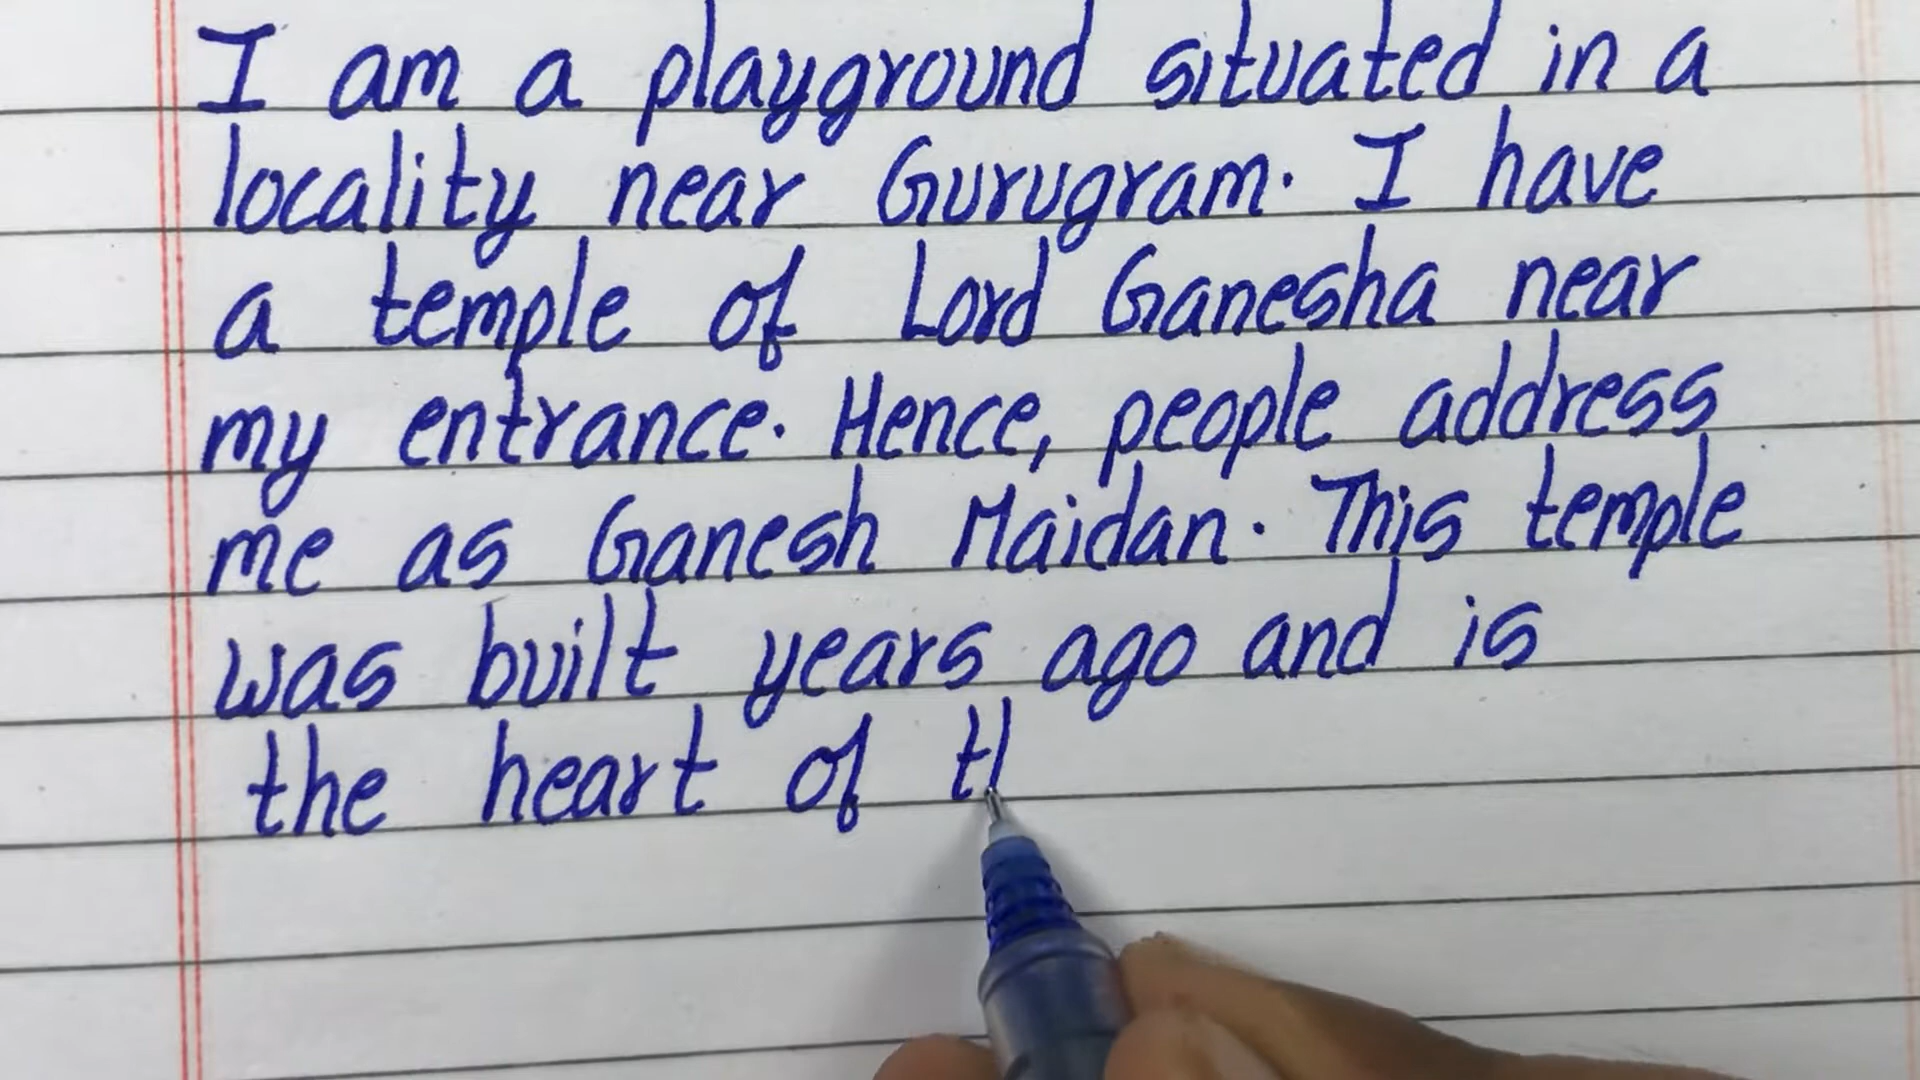 I am a playground situated in a
locality near Gurugram. I have
a temple of Lord Ganesha near
my entrance. Hence, people address
me as Ganesh Maidan. This temple
was built years ago and is
the heart of